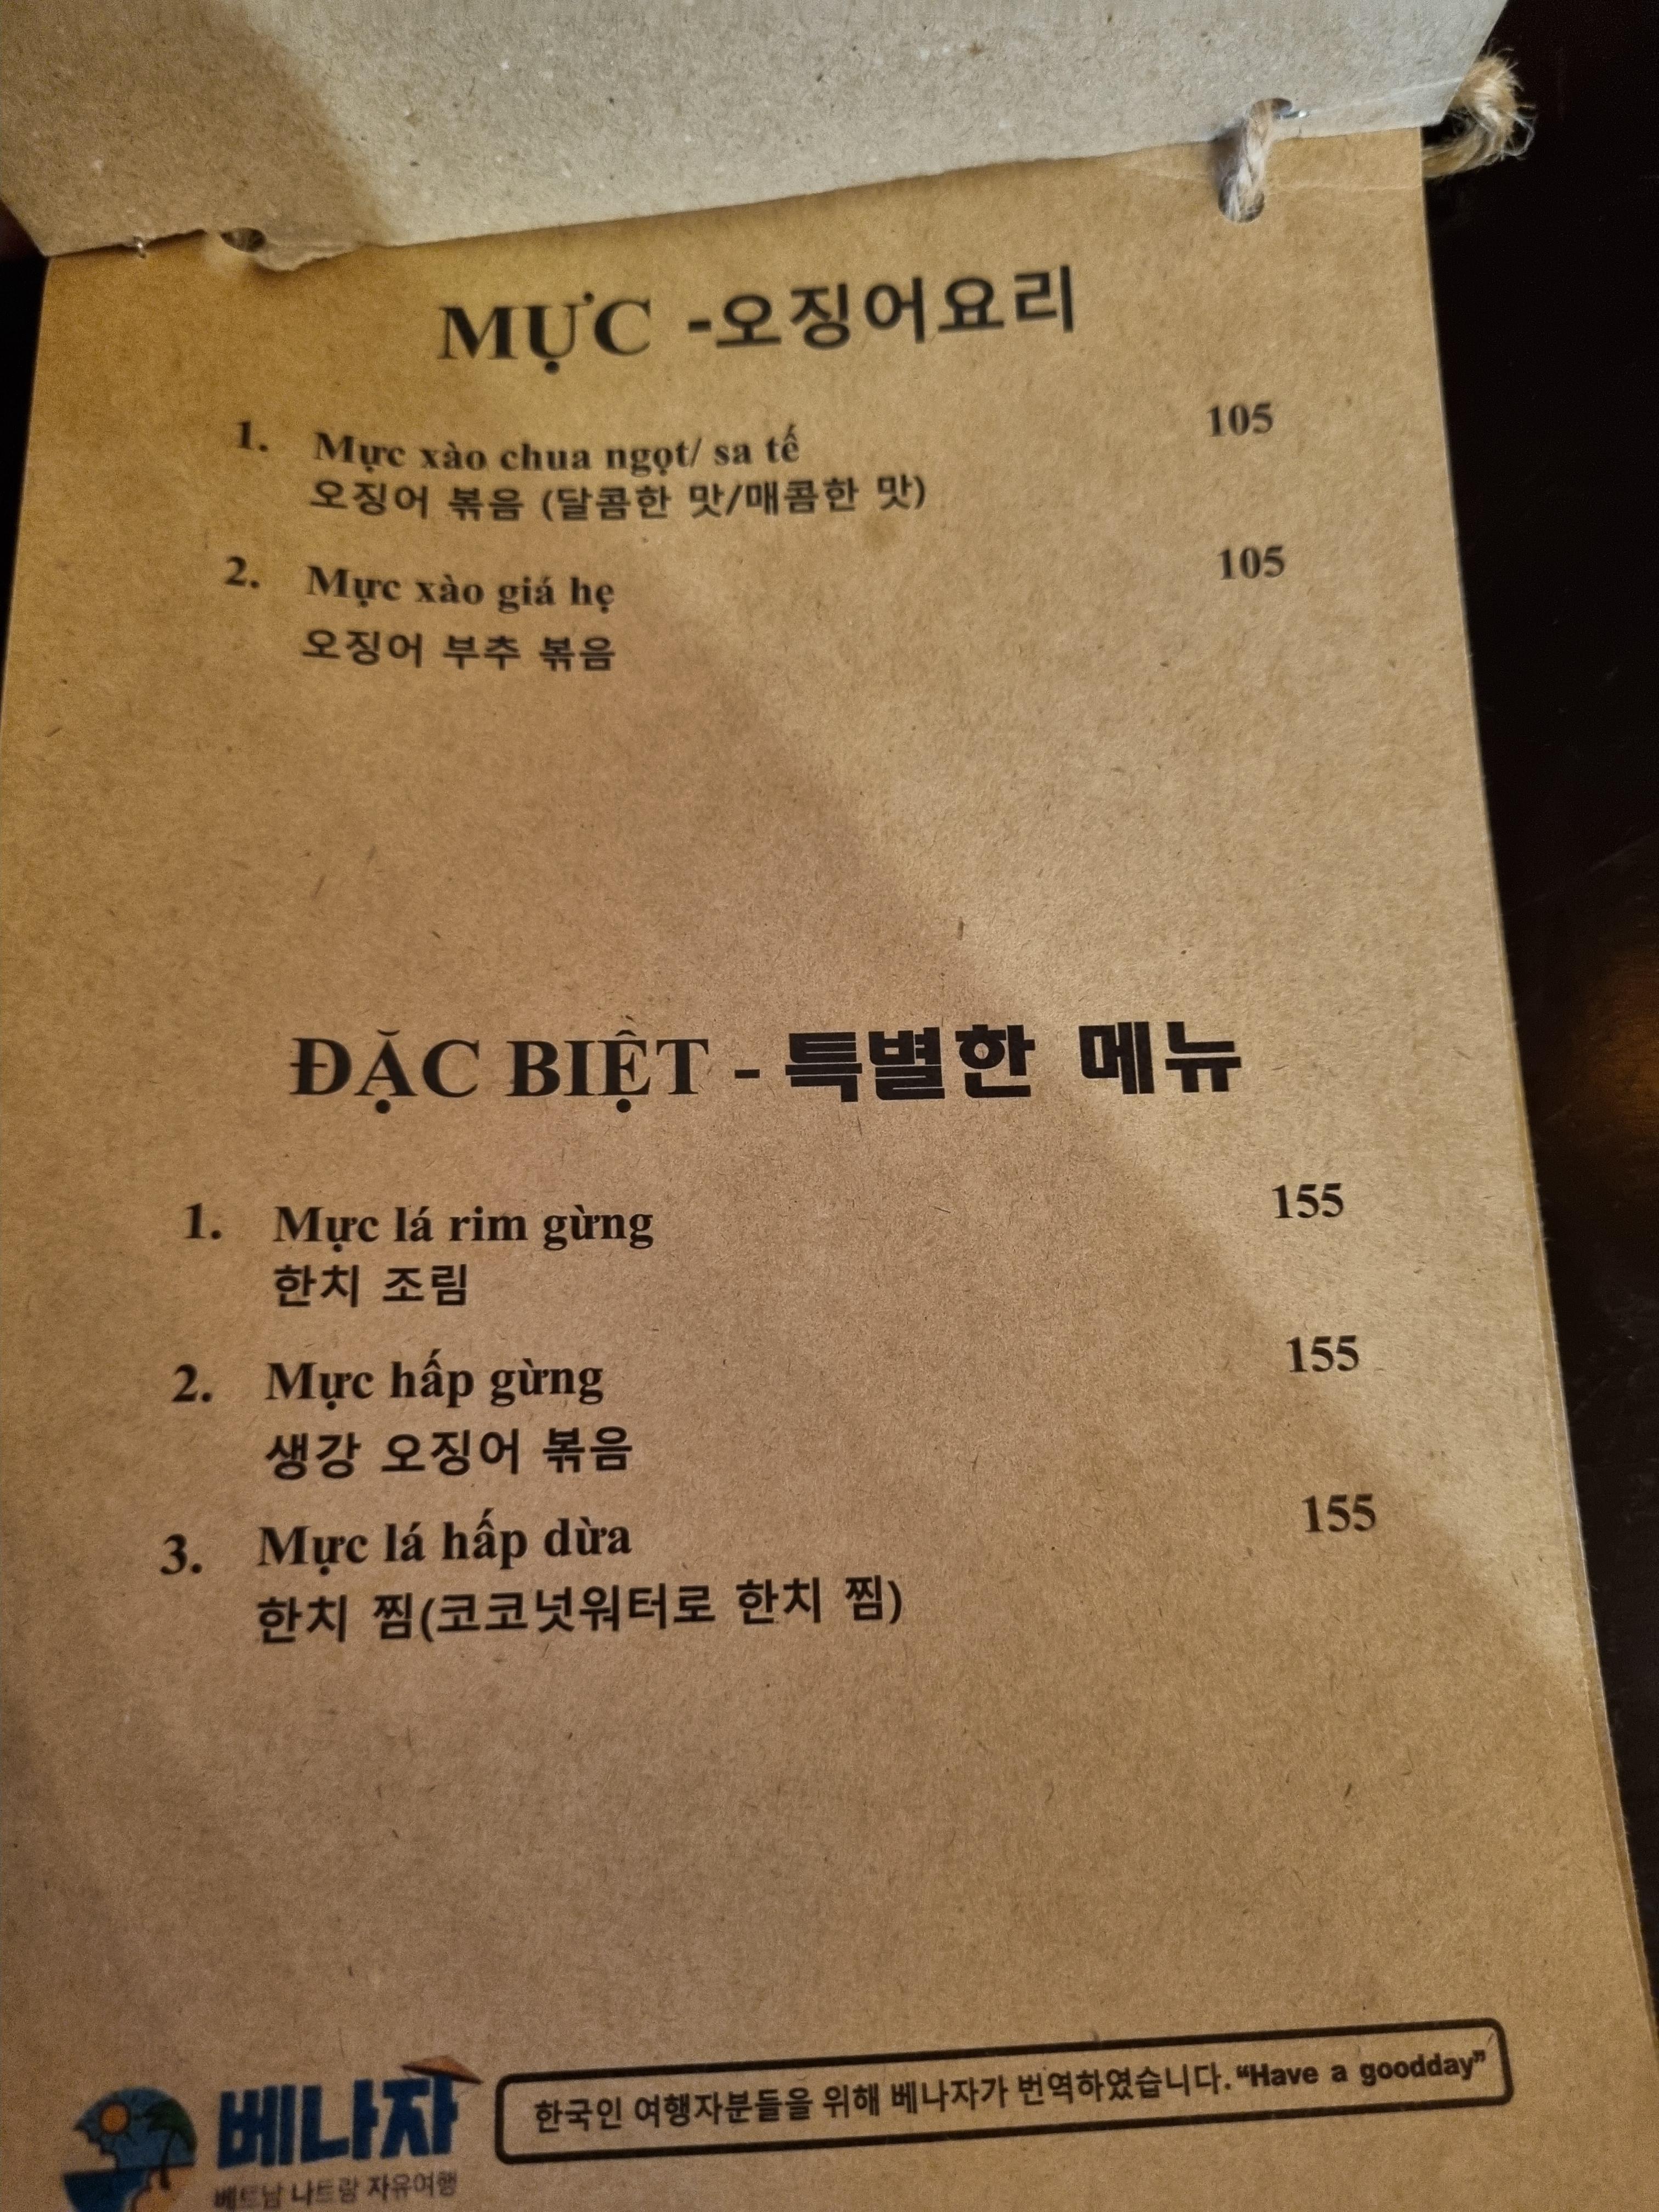 MỰC -오징어요리
1. Mực xào chua ngọt/ sa tế 105
오징어 볶음 (달콤한 맛/매콤한 맛)
2. Mực xào giá hẹ 105
오징어 부추 볶음
ĐẶC BIỆT - 특별한 메뉴
1. Mực lá rim gừng 155
한치 조림
2. Mực hấp gừng 155
생강 오징어 볶음
3. Mực lá hấp dừa 155
한치 찜(코코넛워터로 한치 찜)
베나자
베트남 나트랑 자유여행
한국인 여행자분들을 위해 베나자가 번역하였습니다. “Have a goodday”